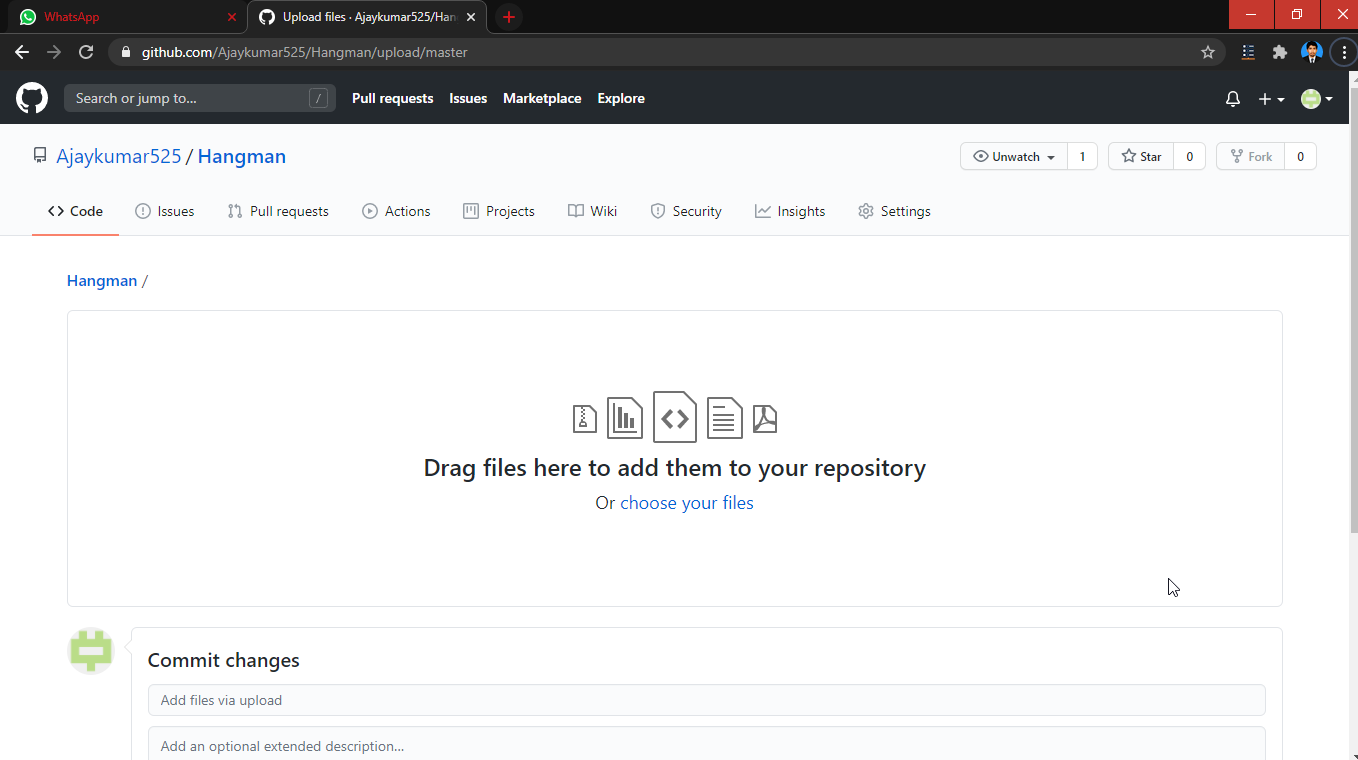 WhatsApp
Upload files · Ajaykumar525/Han
github.com/Ajaykumar525/Hangman/upload/master
Search or jump to... /
Pull requests Issues Marketplace Explore
Ajaykumar525 / Hangman
Unwatch 1 Star 0 Fork 0
Code Issues Pull requests Actions Projects Wiki Security Insights Settings
Hangman /
Drag files here to add them to your repository
Or choose your files
Commit changes
Add files via upload
Add an optional extended description...